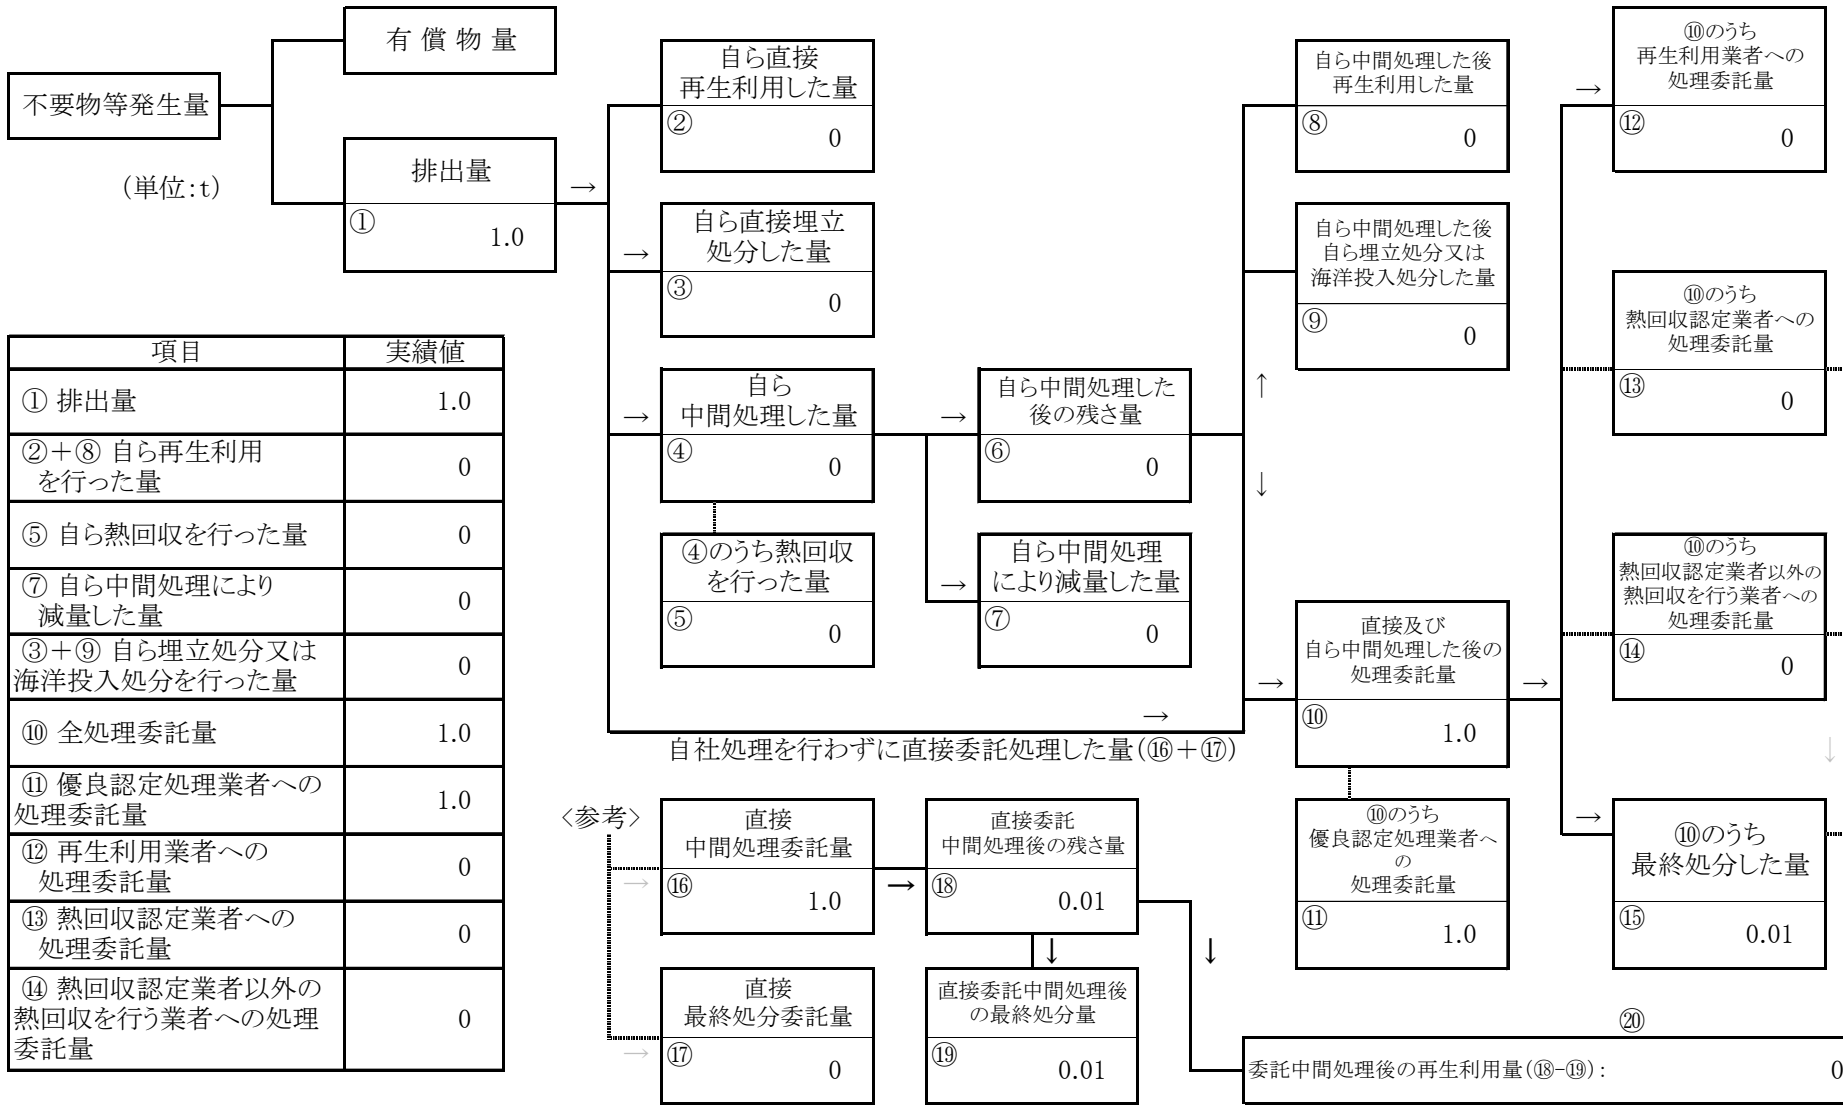 不要物等発生量
(単位:t)
有 償 物 量
排出量
①
1.0
→
自ら直接
再生利用した量
②
0
→
自ら直接埋立
処分した量
③
0
→
自ら
中間処理した量
④
0
④のうち熱回収
を行った量
⑤
0
→
自ら中間処理した
後の残さ量
⑥
0
→
自ら中間処理
により減量した量
⑦
0
↑
↓
自ら中間処理した後
再生利用した量
⑧
0
自ら中間処理した後
自ら埋立処分又は
海洋投入処分した量
⑨
0
→
自社処理を行わずに直接委託処理した量(⑯+⑰)
→
直接及び
自ら中間処理した後の
処理委託量
⑩
1.0
⑩のうち
優良認定処理業者へ
の
処理委託量
⑪
1.0
→
→
⑩のうち
再生利用業者への
処理委託量
⑫
0
⑩のうち
熱回収認定業者への
処理委託量
⑬
0
⑩のうち
熱回収認定業者以外の
熱回収を行う業者への
処理委託量
⑭
0
↓
→
⑩のうち
最終処分した量
⑮
0.01
項目 実績値
① 排出量 1.0
②+⑧ 自ら再生利用
を行った量 0
⑤ 自ら熱回収を行った量 0
⑦ 自ら中間処理により
減量した量 0
③+⑨ 自ら埋立処分又は
海洋投入処分を行った量 0
⑩ 全処理委託量 1.0
⑪ 優良認定処理業者への
処理委託量 1.0
⑫ 再生利用業者への
処理委託量 0
⑬ 熱回収認定業者への
処理委託量 0
⑭ 熱回収認定業者以外の
熱回収を行う業者への処理
委託量 0
<参考>
→
直接
中間処理委託量
⑯
1.0
→
直接委託
中間処理後の残さ量
⑱
0.01
↓
↓
→
直接
最終処分委託量
⑰
0
直接委託中間処理後
の最終処分量
⑲
0.01
⑳
委託中間処理後の再生利用量(⑱-⑲): 0